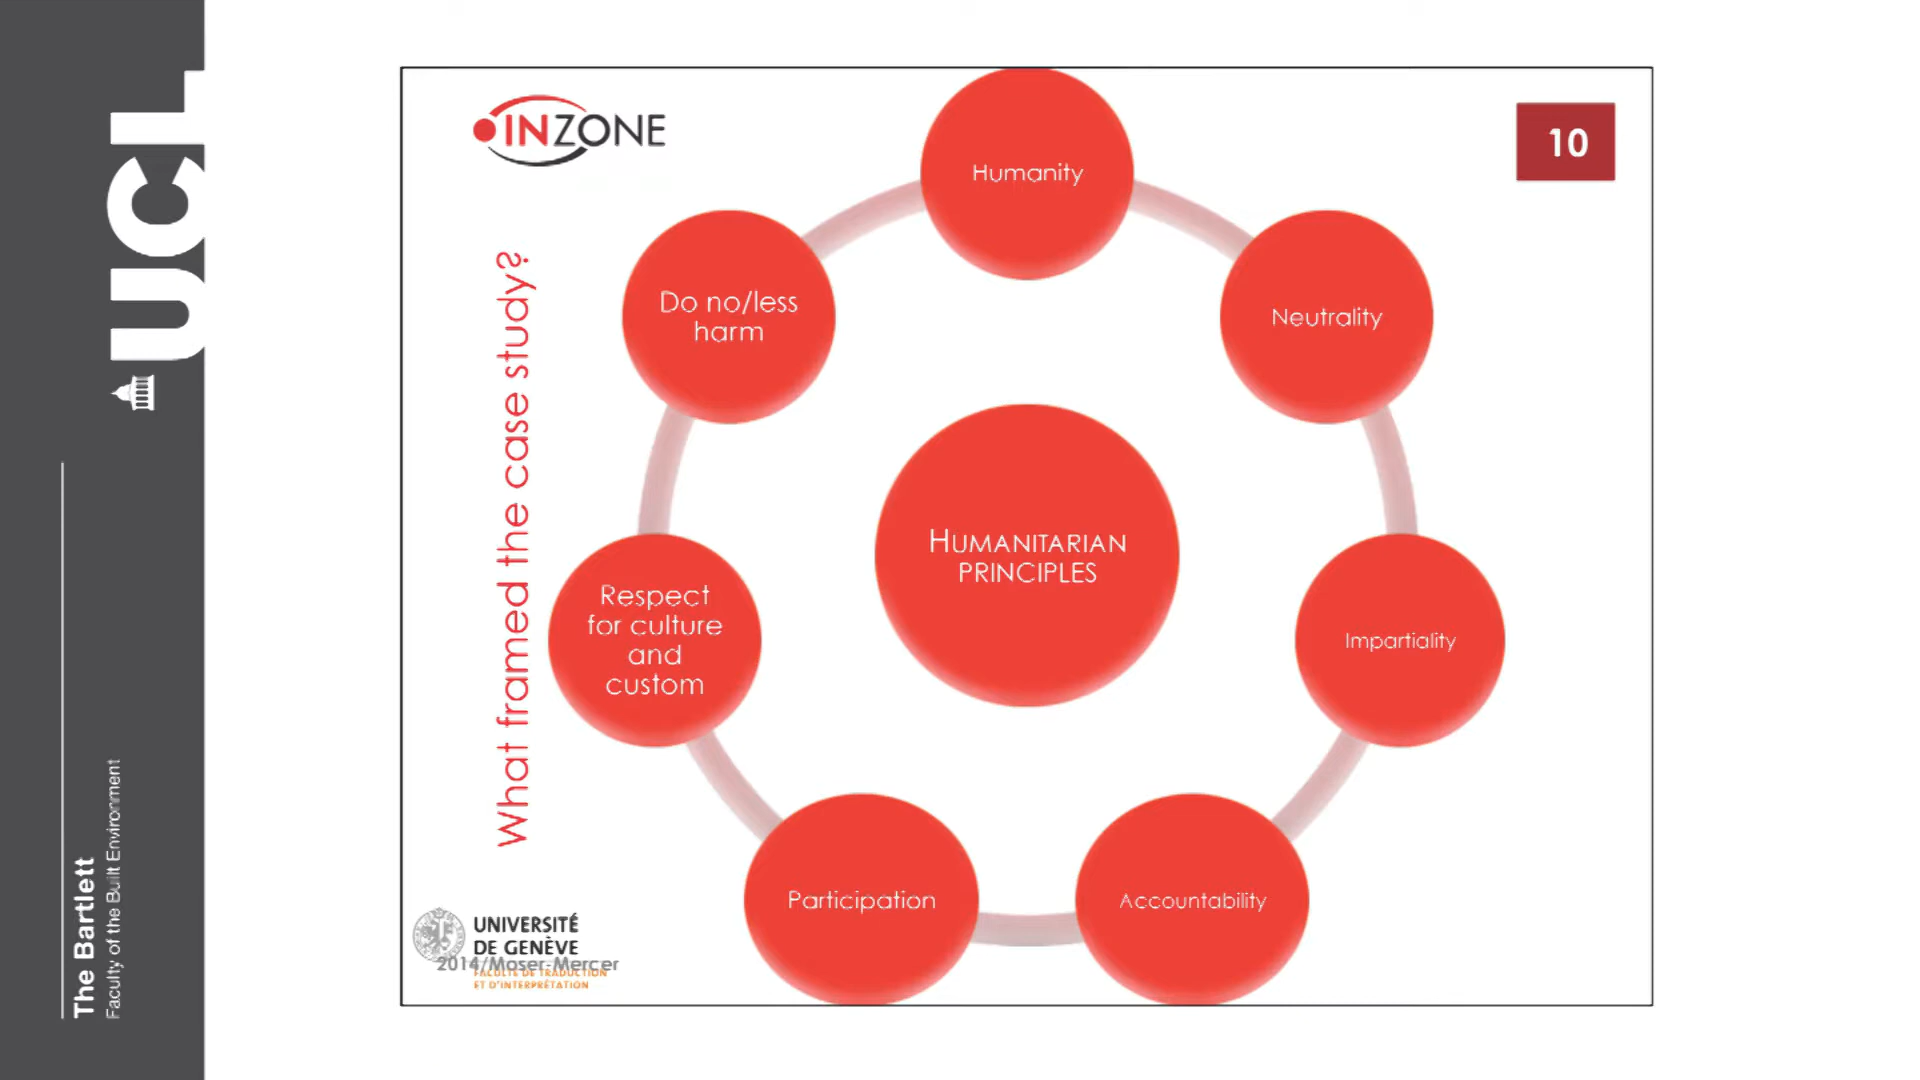 UCL
The Bartlett
Faculty of the Built Environment
INZONE
10
What framed the case study?
Humanity
Neutrality
Impartiality
Accountability
Participation
Respect
for culture
and
custom
Do no/less
harm
HUMANITARIAN
PRINCIPLES
UNIVERSITÉ
DE GENÈVE
2014/Moser-Mercer
FACULTÉ DE TRADUCTION
ET D'INTERPRÉTATION